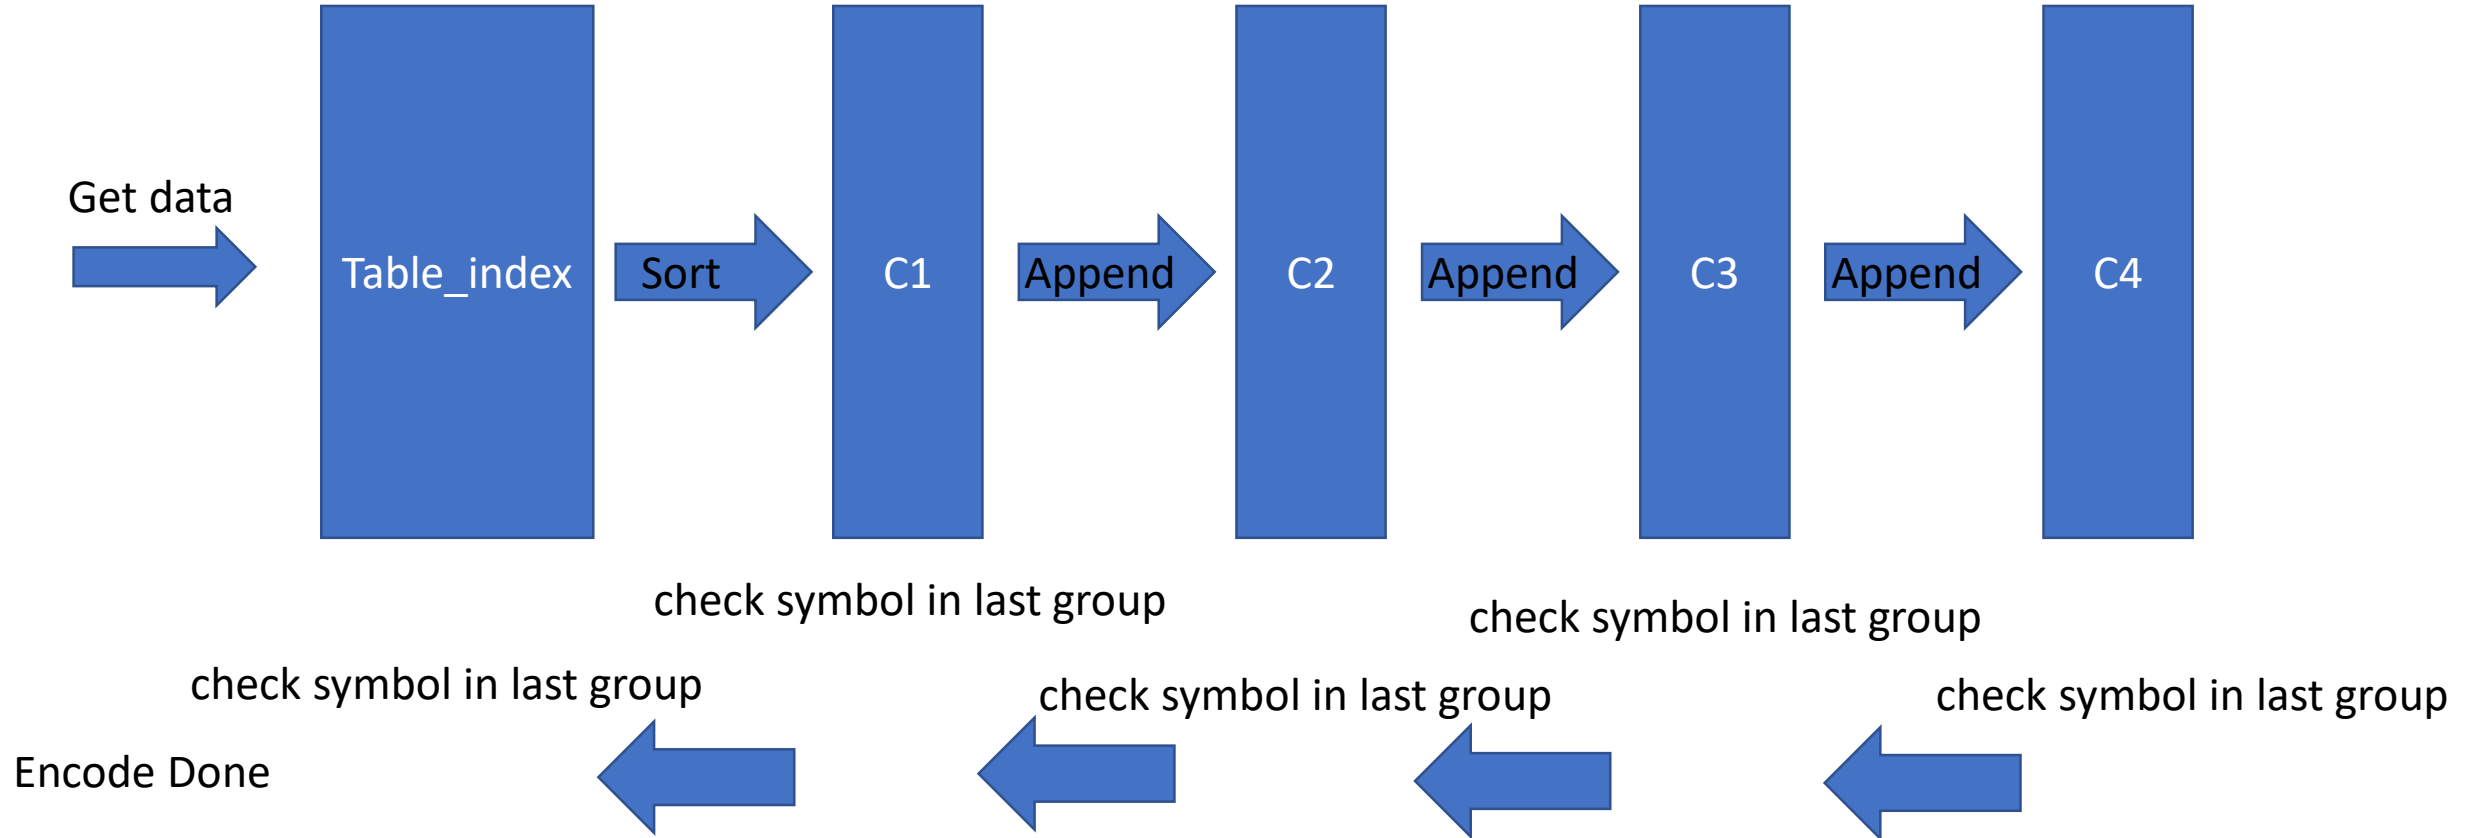 Get data
Table_index
Sort
C1
Append
C2
Append
C3
Append
C4
check symbol in last group
check symbol in last group
check symbol in last group
check symbol in last group
check symbol in last group
Encode Done